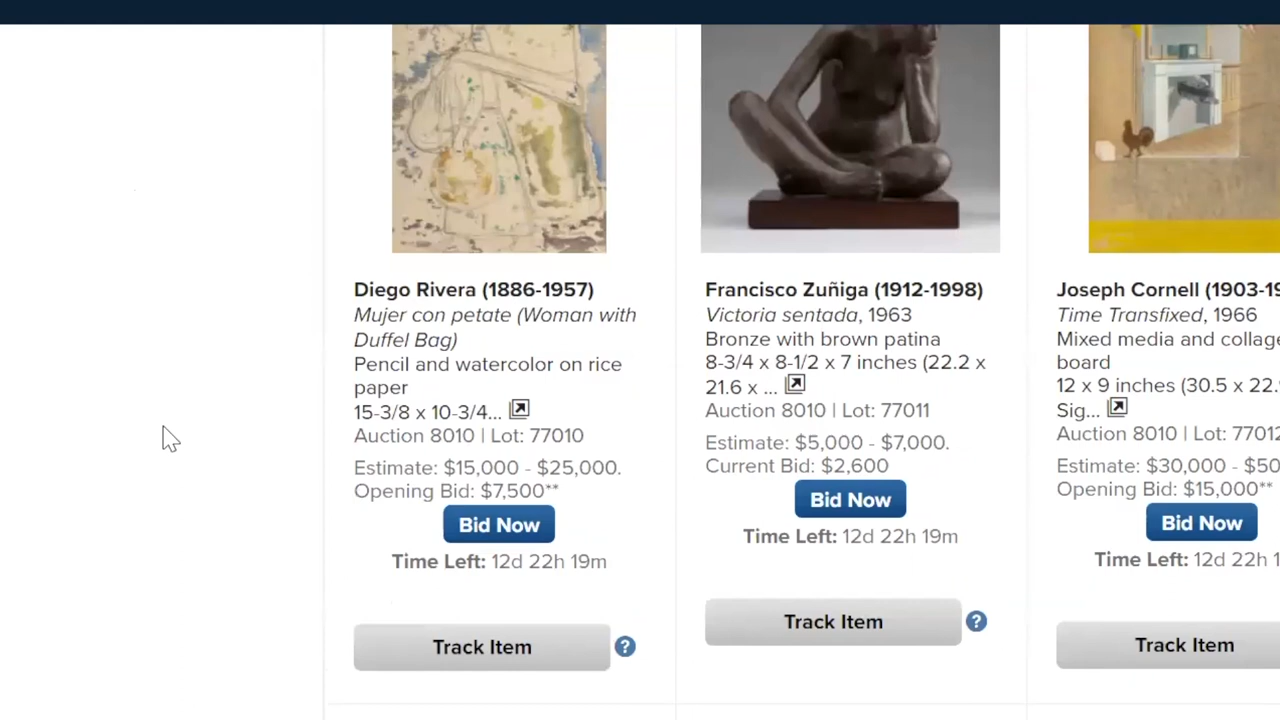 Diego Rivera (1886-1957)
Mujer con petate (Woman with
Duffel Bag)
Pencil and watercolor on rice
paper
15-3/8 x 10-3/4...
Auction 8010 | Lot: 77010
Estimate: $15,000 - $25,000.
Opening Bid: $7,500**
Bid Now
Time Left: 12d 22h 19m
Track Item ?
Francisco Zuñiga (1912-1998)
Victoria sentada, 1963
Bronze with brown patina
8-3/4 x 8-1/2 x 7 inches (22.2 x
21.6 x ...
Auction 8010 | Lot: 77011
Estimate: $5,000 - $7,000.
Current Bid: $2,600
Bid Now
Time Left: 12d 22h 19m
Track Item ?
Joseph Cornell (1903-19
Time Transfixed, 1966
Mixed media and collage
board
12 x 9 inches (30.5 x 22.
Sig...
Auction 8010 | Lot: 77012
Estimate: $30,000 - $50
Opening Bid: $15,000**
Bid Now
Time Left: 12d 22h 1
Track Item